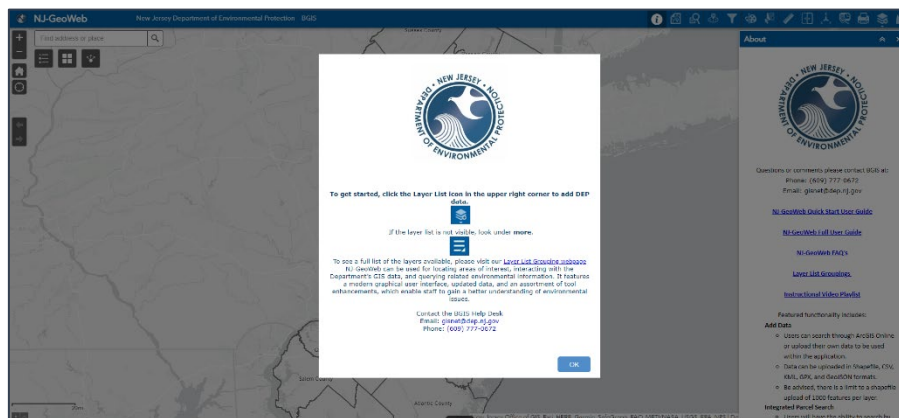 NJ-GeoWeb
New Jersey Department of Environmental Protection BGIS
Find address or place
Sussex County
NEW JERSEY
DEPARTMENT OF ENVIRONMENTAL PROTECTION
To get started, click the Layer List icon in the upper right corner to add DEP
data.
If the layer list is not visible, look under more.
To see a full list of the layers available, please visit our Layer List Grouping webpage
NJ GeoWeb can be used for locating areas of interest, interacting with the
Department's GIS data, and querying related environmental information. It features
a modern graphical user interface, updated data, and an assortment of tool
enhancements, which enable staff to gain a better understanding of environmental
issues.
Contact the BGIS Help Desk
Email: gisnet@dep.nj.gov
Phone: (609) 777-0672
OK
Atlantic County
About
NEW JERSEY
DEPARTMENT OF ENVIRONMENTAL PROTECTION
Questions or comments please contact BGIS at:
Phone: (609) 777-0672
Email: gisnet@dep.nj.gov
NJ-GeoWeb Quick Start User Guide
NJ-GeoWeb Full User Guide
NJ-GeoWeb FAQ's
Layer List Groupings
Instructional Video Playlist
Featured functionality includes:
Add Data
Users can search through ArcGIS Online
or upload their own data to be used
within the application.
Data can be uploaded in Shapefile, CSV,
KML, GPX, and GeoJSON formats.
Be advised, there is a limit to a shapefile
upload of 1000 features per layer.
Integrated Parcel Search
Users will have the ability to search by